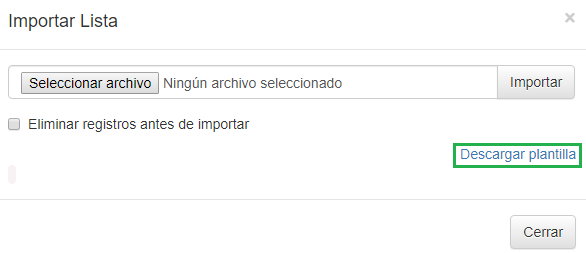 Importar Lista ×
Seleccionar archivo Ningún archivo seleccionado Importar
Eliminar registros antes de importar
Descargar plantilla
Cerrar